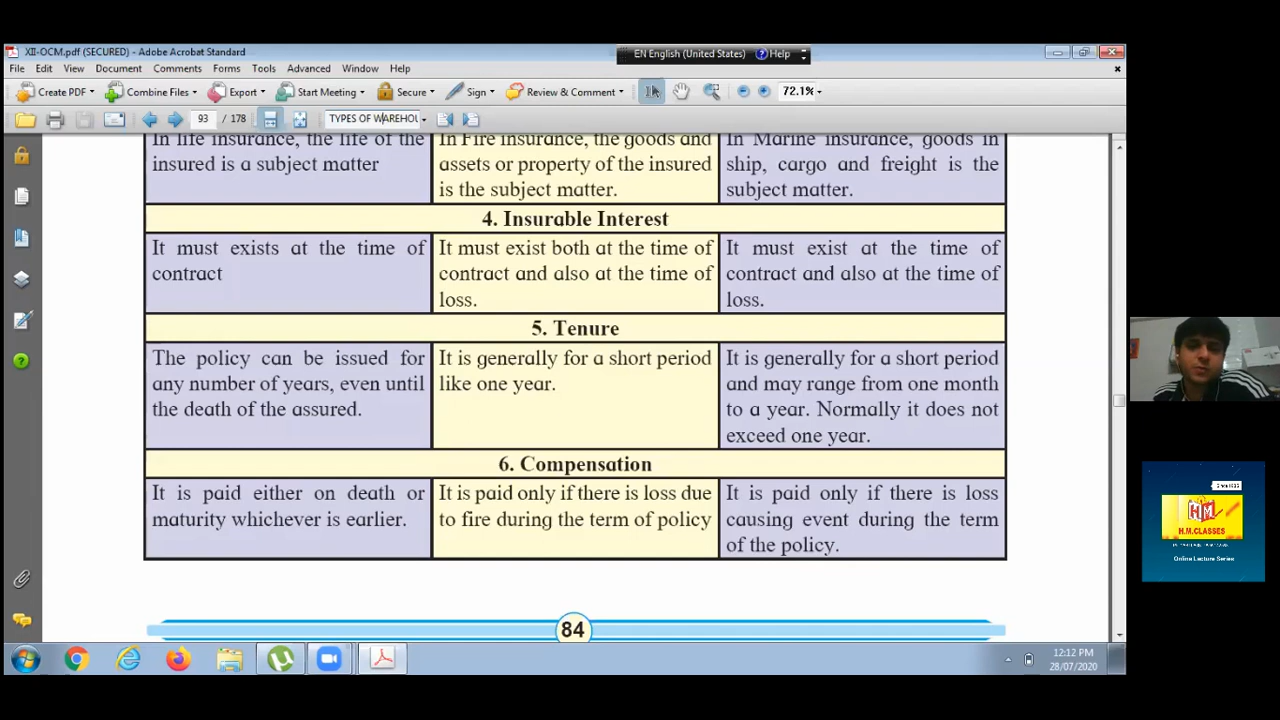 XII-OCM.pdf (SECURED) - Adobe Acrobat Standard
EN English (United States) Help
File Edit View Document Comments Forms Tools Advanced Window Help
Create PDF Combine Files Export Start Meeting Secure Sign Review & Comment 72.1%
93 / 178 TYPES OF WAREHOU
In life insurance, the life of the
insured is a subject matter
In Fire insurance, the goods and
assets or property of the insured
is the subject matter.
In Marine insurance, goods in
ship, cargo and freight is the
subject matter.
4. Insurable Interest
It must exists at the time of
contract
It must exist both at the time of
contract and also at the time of
loss.
It must exist at the time of
contract and also at the time of
loss.
5. Tenure
The policy can be issued for
any number of years, even until
the death of the assured.
It is generally for a short period
like one year.
It is generally for a short period
and may range from one month
to a year. Normally it does not
exceed one year.
6. Compensation
It is paid either on death or
maturity whichever is earlier.
It is paid only if there is loss due
to fire during the term of policy
It is paid only if there is loss
causing event during the term
of the policy.
84
HM
H.M.CLASSES
Online Lecture Series
12:12 PM
28/07/2020